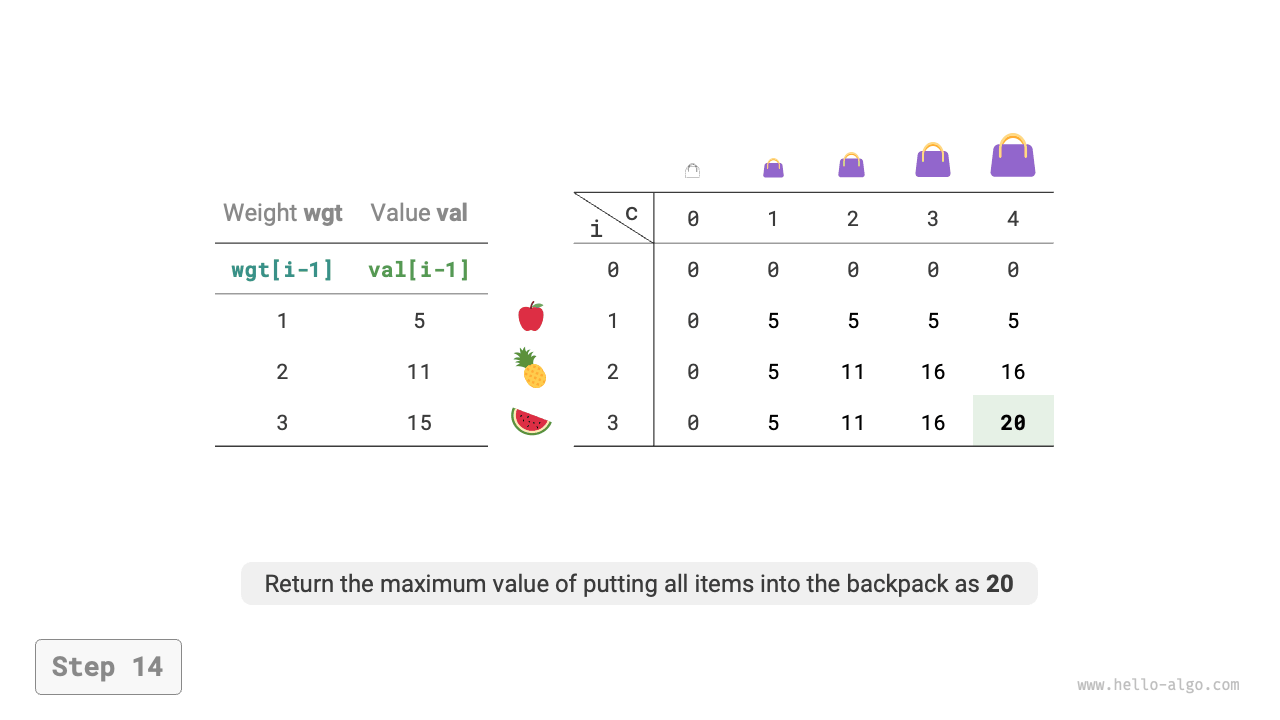 Weight wgt Value val
wgt[i-1] val[i-1]
1 5
2 11
3 15
i c 0 1 2 3 4
0 0 0 0 0 0
1 0 5 5 5 5
2 0 5 11 16 16
3 0 5 11 16 20
Return the maximum value of putting all items into the backpack as 20
Step 14
www.hello-algo.com